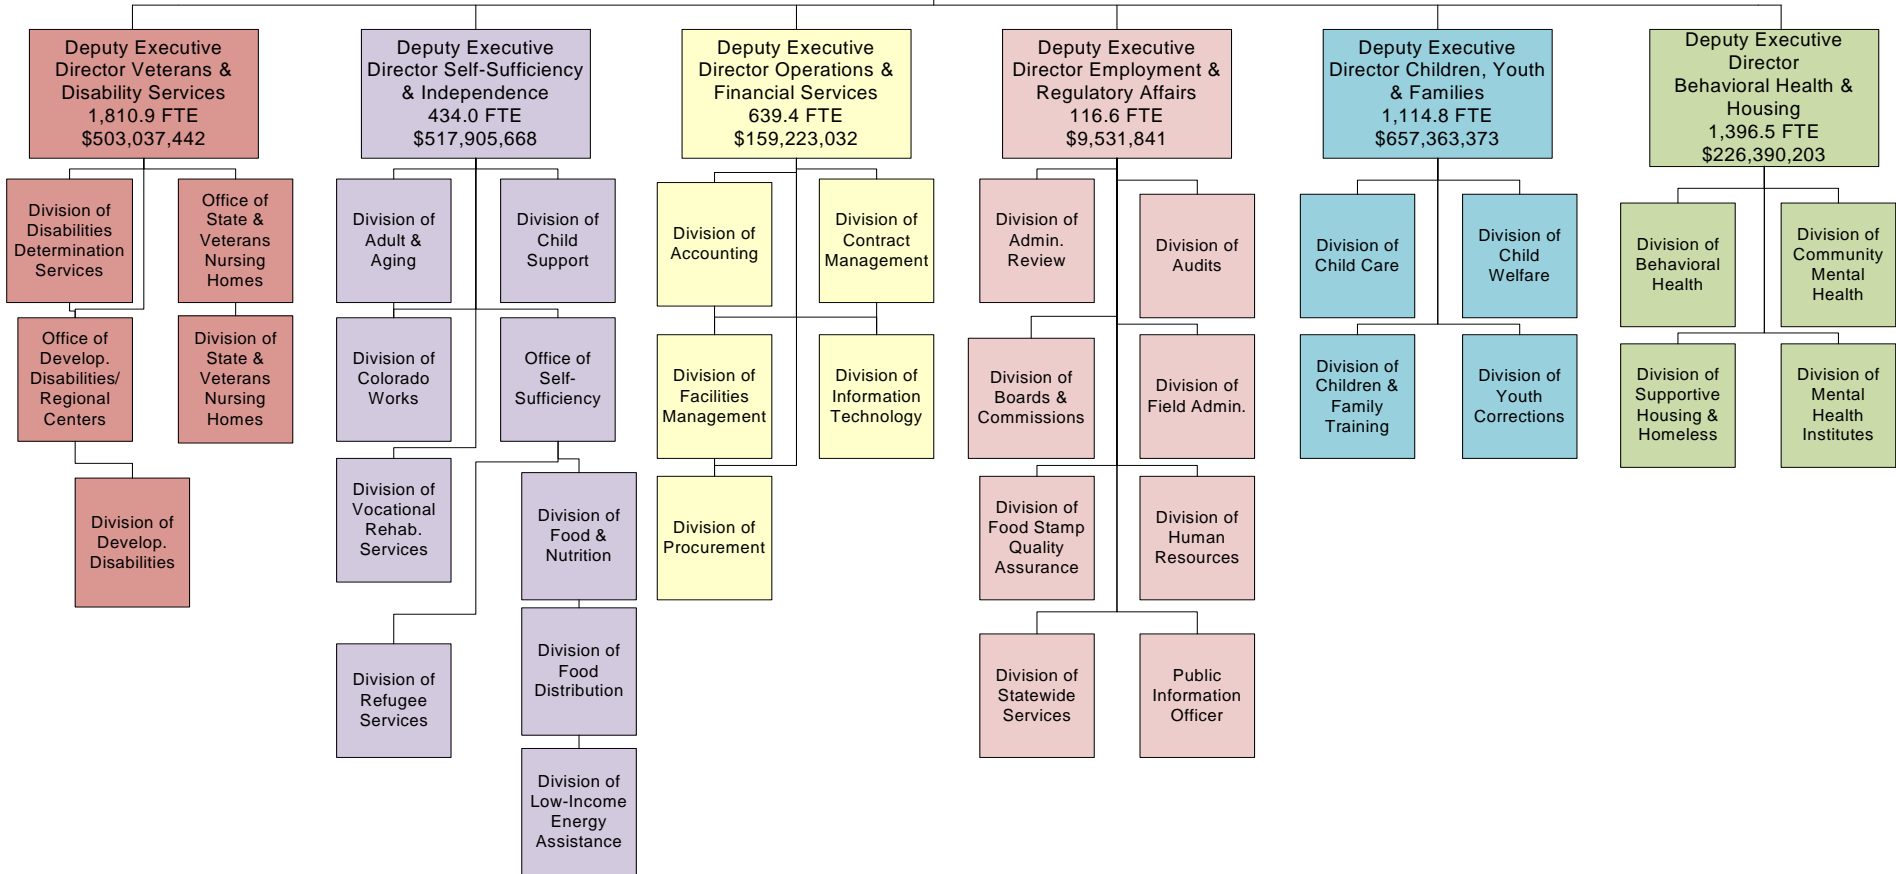 Deputy Executive
Director Veterans &
Disability Services
1,810.9 FTE
$503,037,442
Deputy Executive
Director Self-Sufficiency
& Independence
434.0 FTE
$517,905,668
Deputy Executive
Director Operations &
Financial Services
639.4 FTE
$159,223,032
Deputy Executive
Director Employment &
Regulatory Affairs
116.6 FTE
$9,531,841
Deputy Executive
Director Children, Youth
& Families
1,114.8 FTE
$657,363,373
Deputy Executive
Director
Behavioral Health &
Housing
1,396.5 FTE
$226,390,203
Division of
Disabilities
Determination
Services
Office of
State &
Veterans
Nursing
Homes
Office of
Develop.
Disabilities/
Regional
Centers
Division of
State &
Veterans
Nursing
Homes
Division of
Develop.
Disabilities
Division of
Adult &
Aging
Division of
Child
Support
Division of
Colorado
Works
Office of
Self-
Sufficiency
Division of
Vocational
Rehab.
Services
Division of
Food &
Nutrition
Division of
Refugee
Services
Division of
Food
Distribution
Division of
Low-Income
Energy
Assistance
Division of
Accounting
Division of
Contract
Management
Division of
Facilities
Management
Division of
Information
Technology
Division of
Procurement
Division of
Admin.
Review
Division of
Audits
Division of
Boards &
Commissions
Division of
Field Admin.
Division of
Food Stamp
Quality
Assurance
Division of
Human
Resources
Division of
Statewide
Services
Public
Information
Officer
Division of
Child Care
Division of
Child
Welfare
Division of
Children &
Family
Training
Division of
Youth
Corrections
Division of
Behavioral
Health
Division of
Community
Mental
Health
Division of
Supportive
Housing &
Homeless
Division of
Mental
Health
Institutes